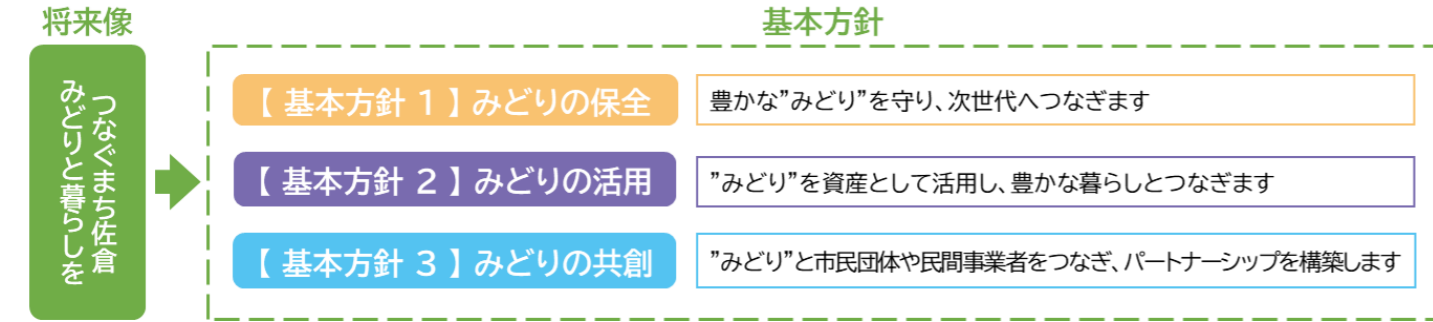 将来像
基本方針
つなぐまち佐倉
みどりと暮らしを
【 基本方針 1 】 みどりの保全
豊かな”みどり”を守り、次世代へつなぎます
【 基本方針 2 】 みどりの活用
”みどり”を資産として活用し、豊かな暮らしとつなぎます
【 基本方針 3 】 みどりの共創
”みどり”と市民団体や民間事業者をつなぎ、パートナーシップを構築します